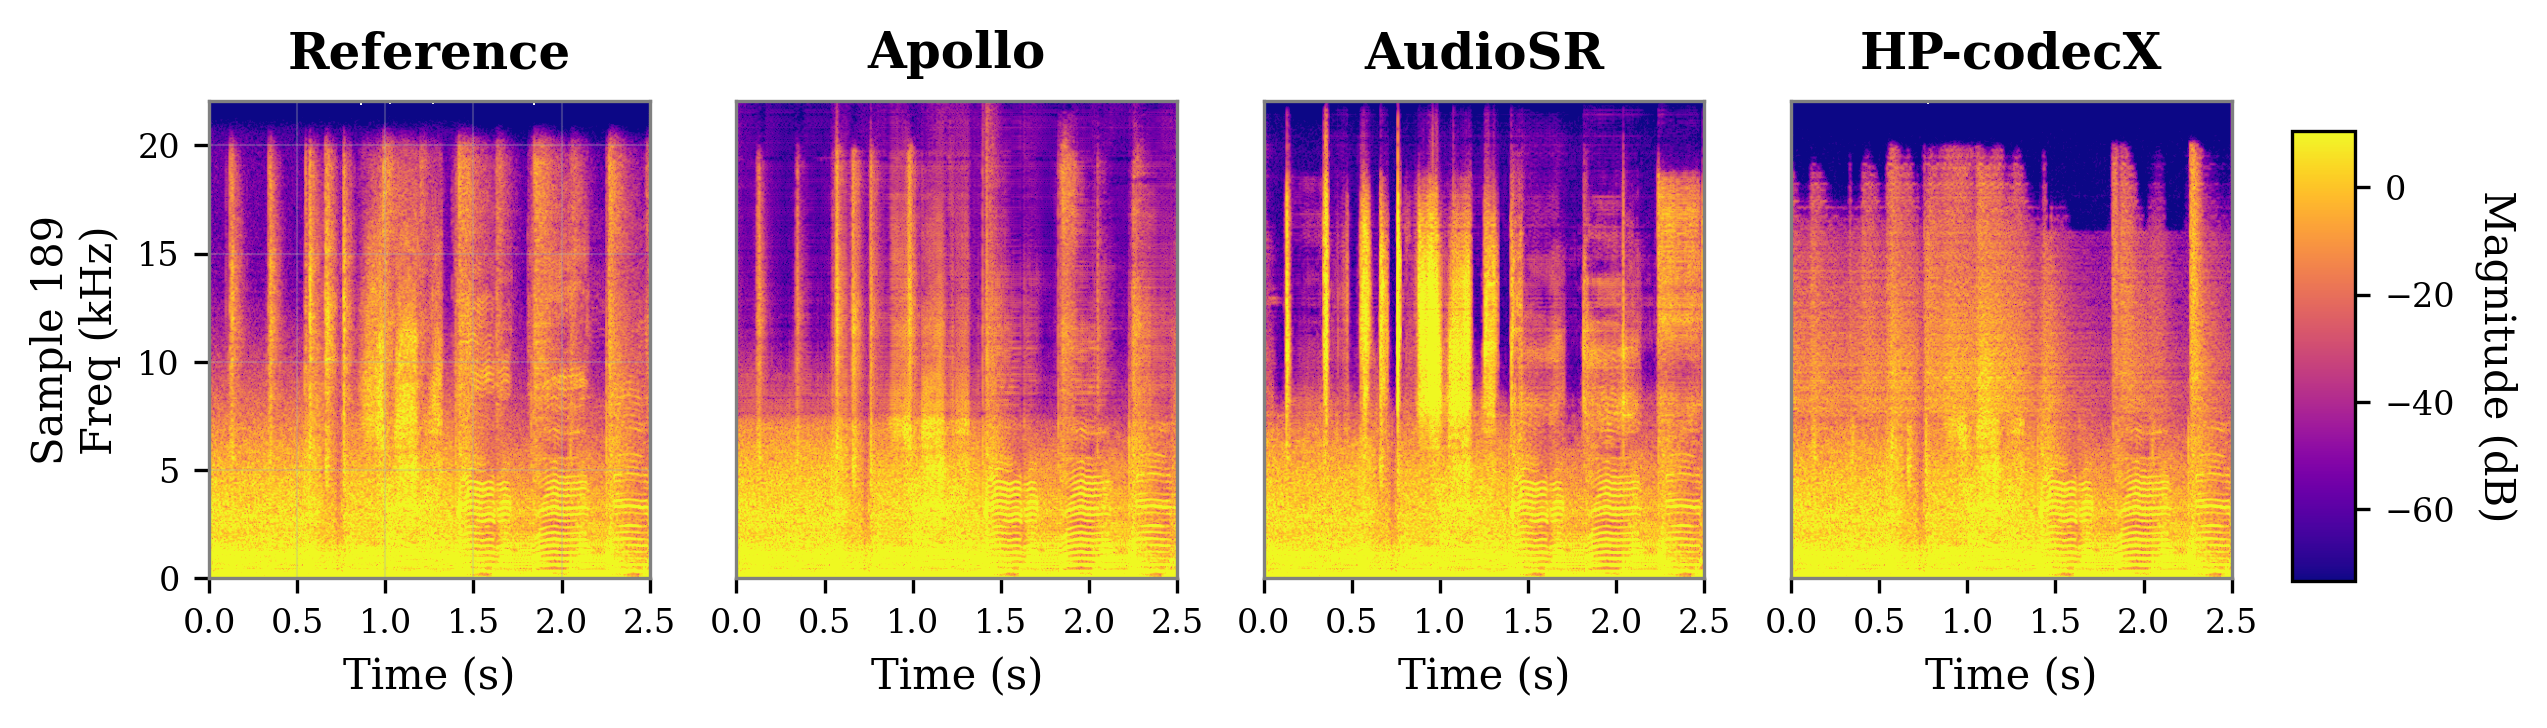 Reference
Apollo
AudioSR
HP-codecX
Sample 189
Freq (kHz)
20
15
10
5
0
0.0 0.5 1.0 1.5 2.0 2.5
Time (s)
0.0 0.5 1.0 1.5 2.0 2.5
Time (s)
0.0 0.5 1.0 1.5 2.0 2.5
Time (s)
0.0 0.5 1.0 1.5 2.0 2.5
Time (s)
0
−20
−40
−60
Magnitude (dB)